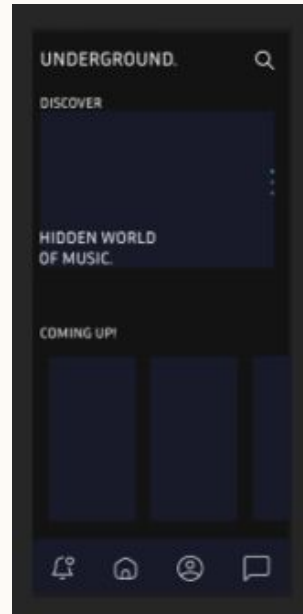 UNDERGROUND.
DISCOVER
HIDDEN WORLD
OF MUSIC.
COMING UP!